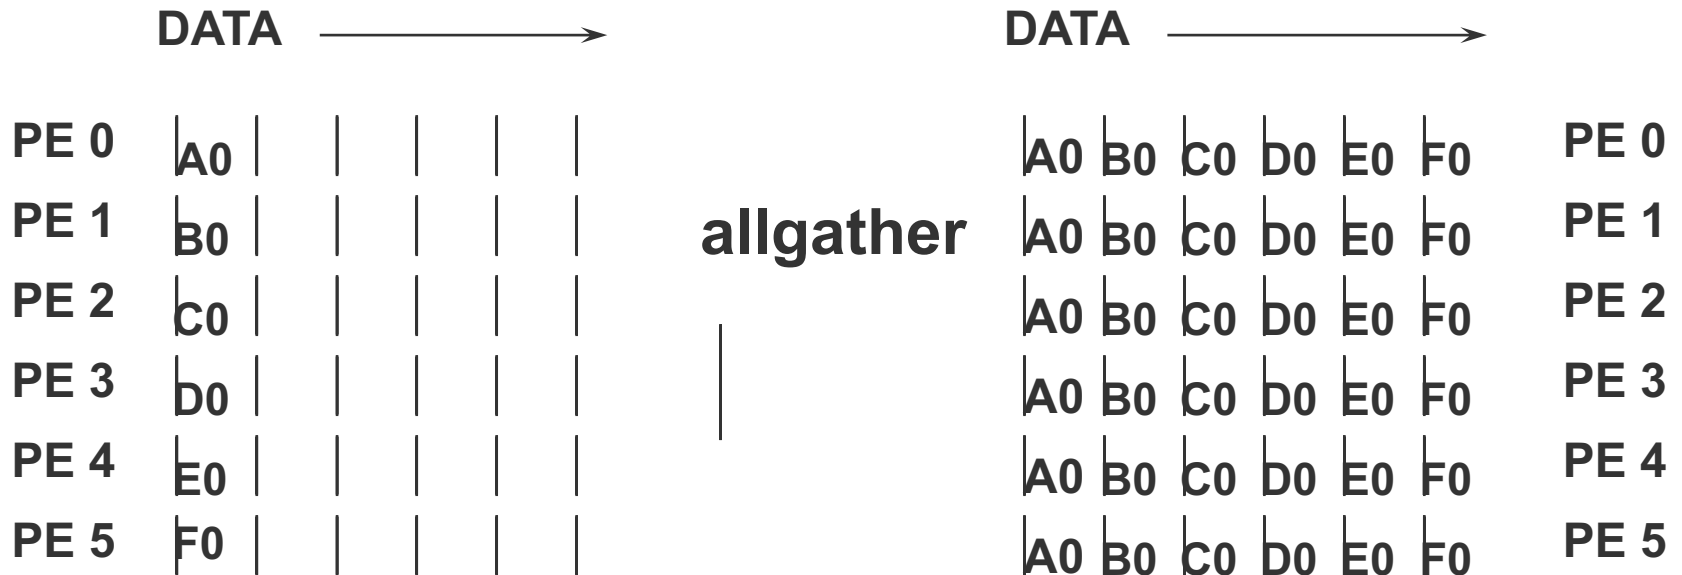 DATA DATA
PE 0 A0 A0 B0 C0 D0 E0 F0 PE 0
PE 1 B0 A0 B0 C0 D0 E0 F0 PE 1
allgather
PE 2 C0 A0 B0 C0 D0 E0 F0 PE 2
PE 3 D0 A0 B0 C0 D0 E0 F0 PE 3
PE 4 E0 A0 B0 C0 D0 E0 F0 PE 4
PE 5 F0 A0 B0 C0 D0 E0 F0 PE 5